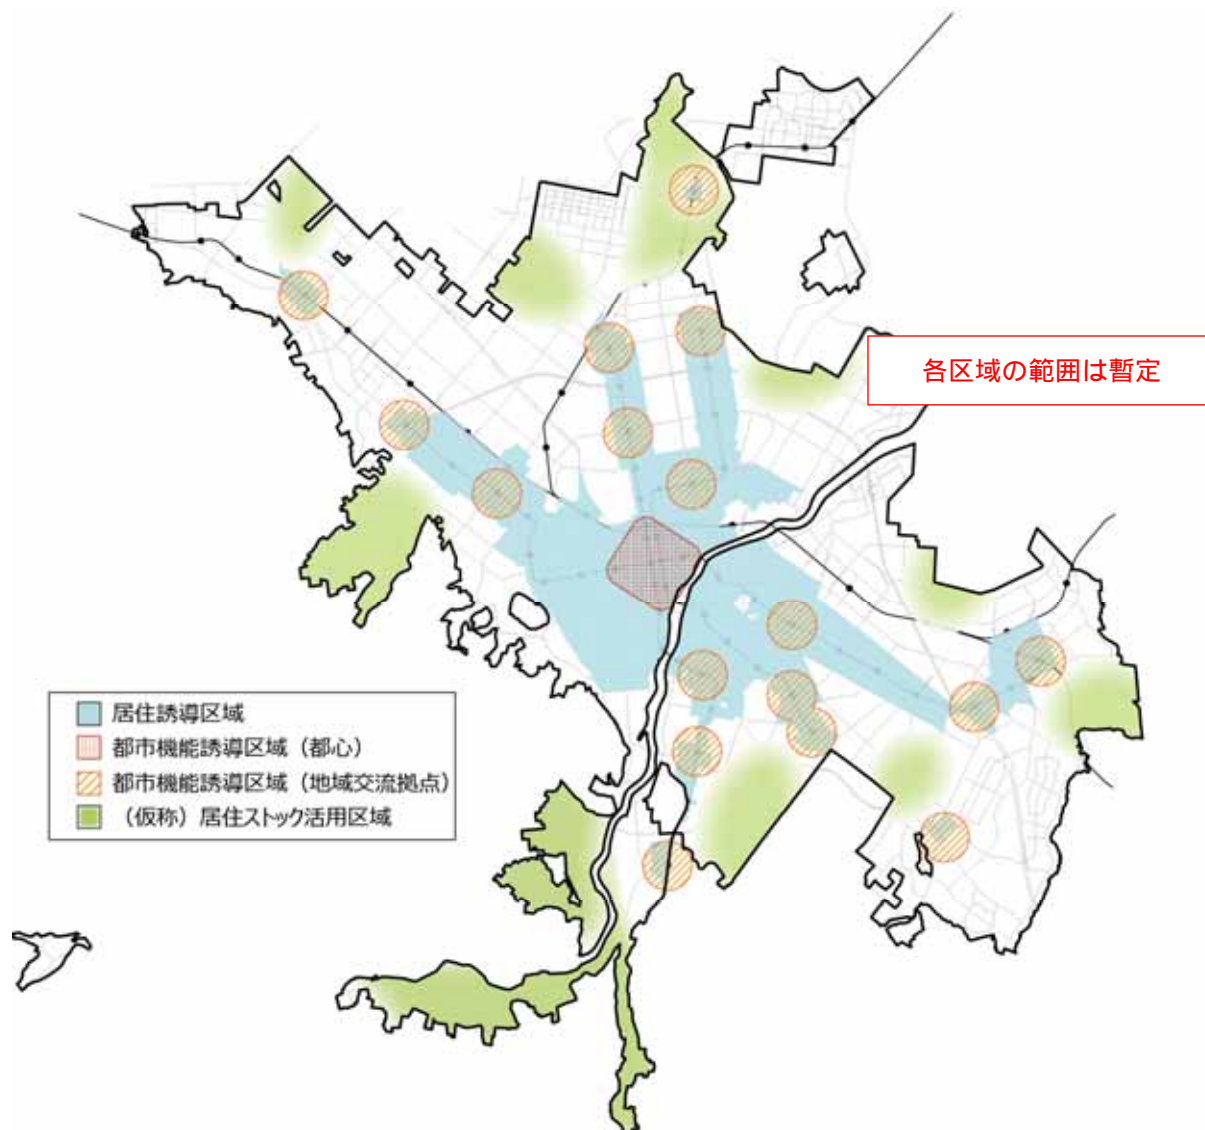 各区域の範囲は暫定
居住誘導区域
都市機能誘導区域（都心）
都市機能誘導区域（地域交流拠点）
（仮称）居住ストック活用区域